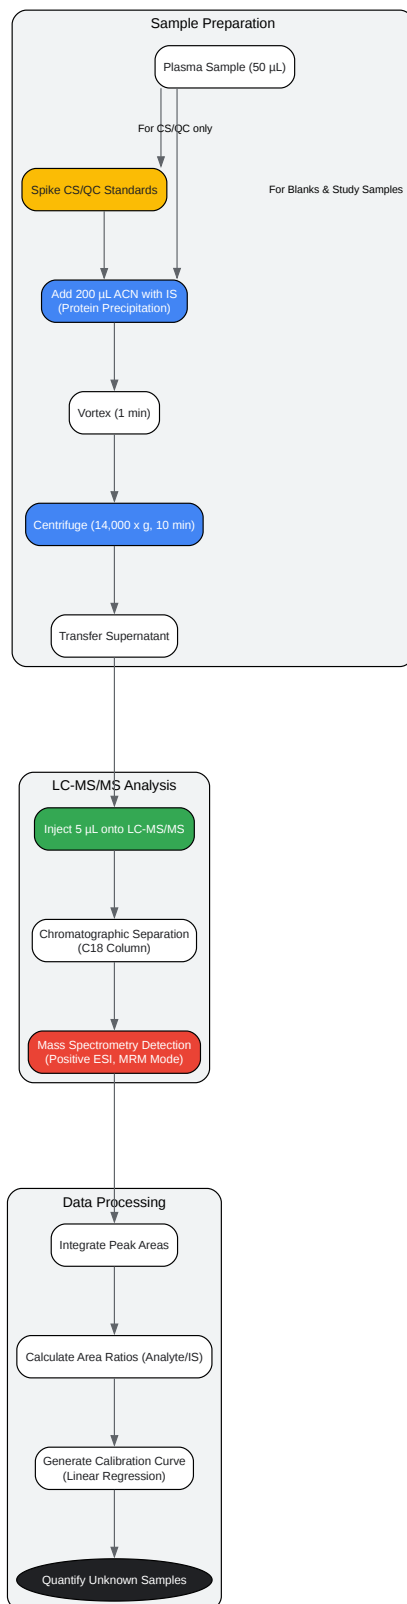 Sample Preparation
Plasma Sample (50 µL)
For CS/QC only
Spike CS/QC Standards
For Blanks & Study Samples
Add 200 µL ACN with IS
(Protein Precipitation)
Vortex (1 min)
Centrifuge (14,000 x g, 10 min)
Transfer Supernatant
LC-MS/MS Analysis
Inject 5 µL onto LC-MS/MS
Chromatographic Separation
(C18 Column)
Mass Spectrometry Detection
(Positive ESI, MRM Mode)
Data Processing
Integrate Peak Areas
Calculate Area Ratios (Analyte/IS)
Generate Calibration Curve
(Linear Regression)
Quantify Unknown Samples